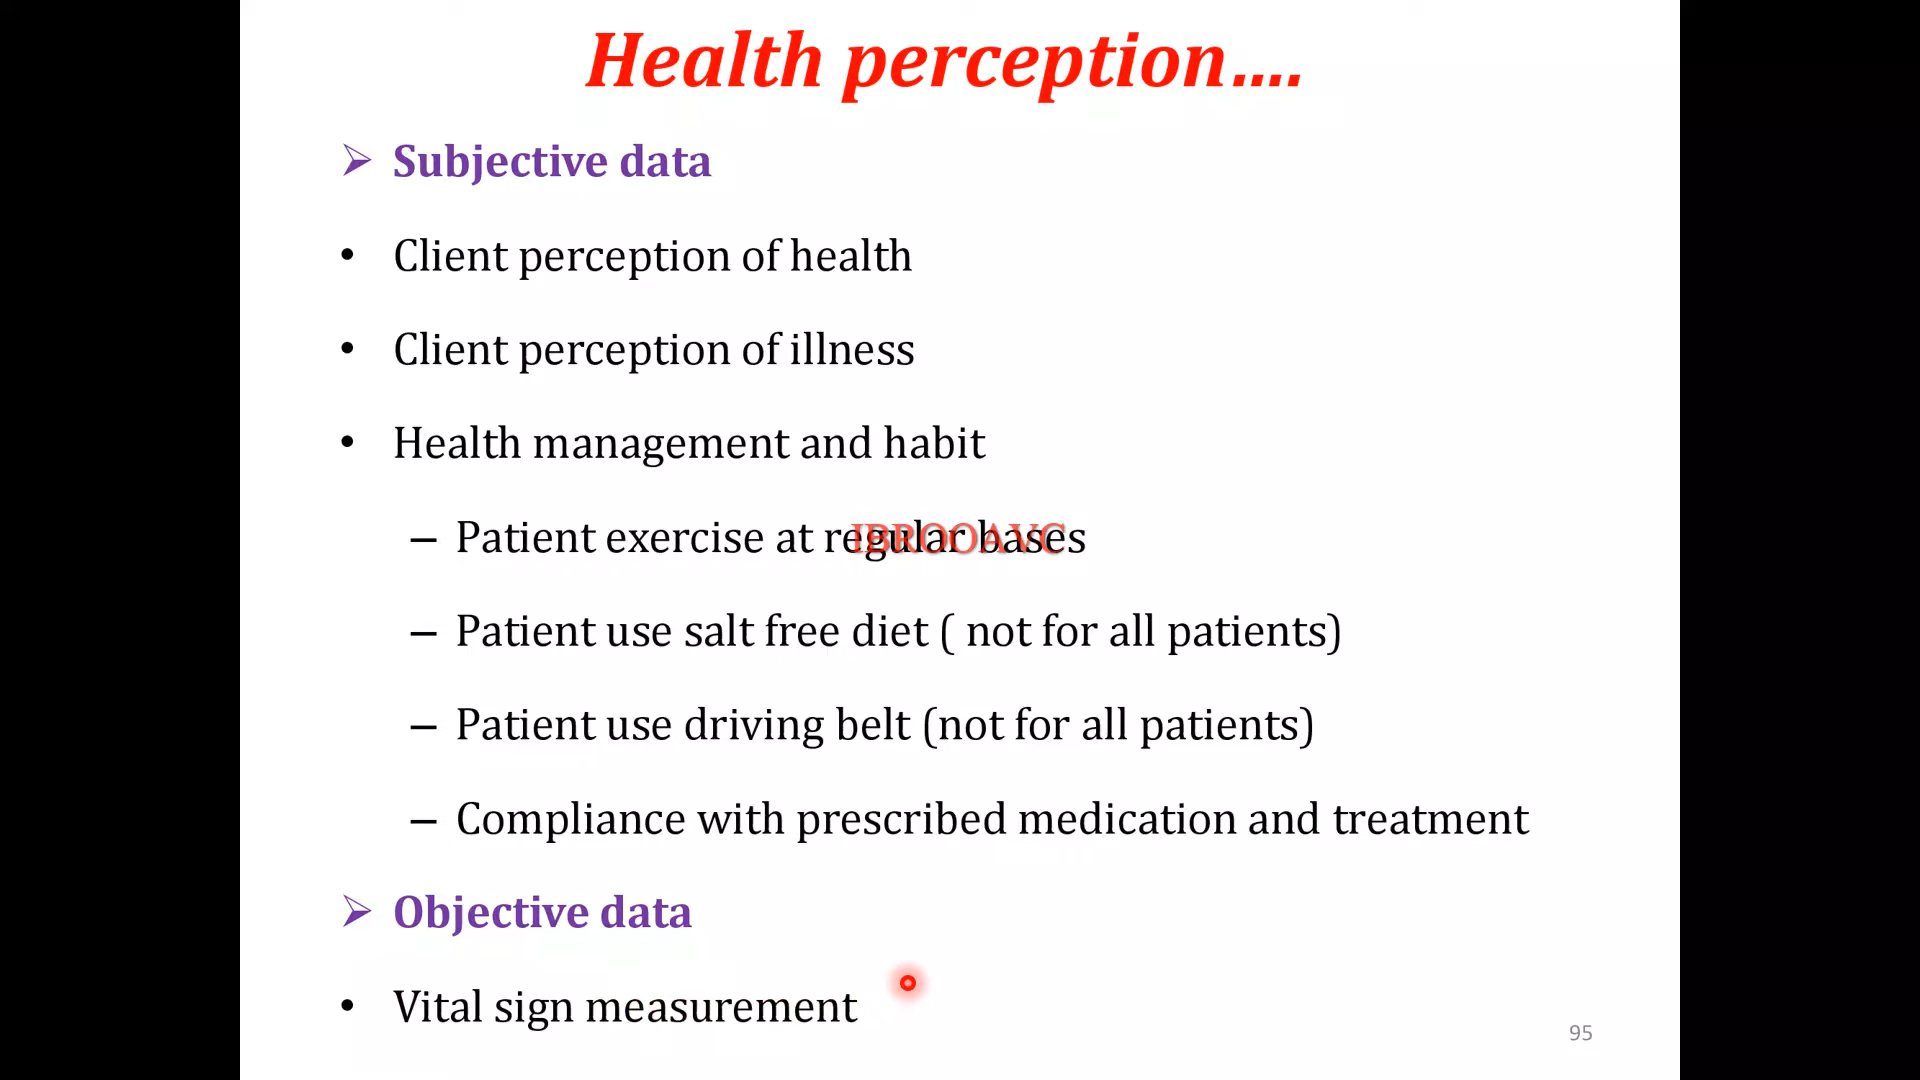 Health perception....
➢ Subjective data
• Client perception of health
• Client perception of illness
• Health management and habit
– Patient exercise at regular bases
IBROOAVC
– Patient use salt free diet ( not for all patients)
– Patient use driving belt (not for all patients)
– Compliance with prescribed medication and treatment
➢ Objective data
• Vital sign measurement
95